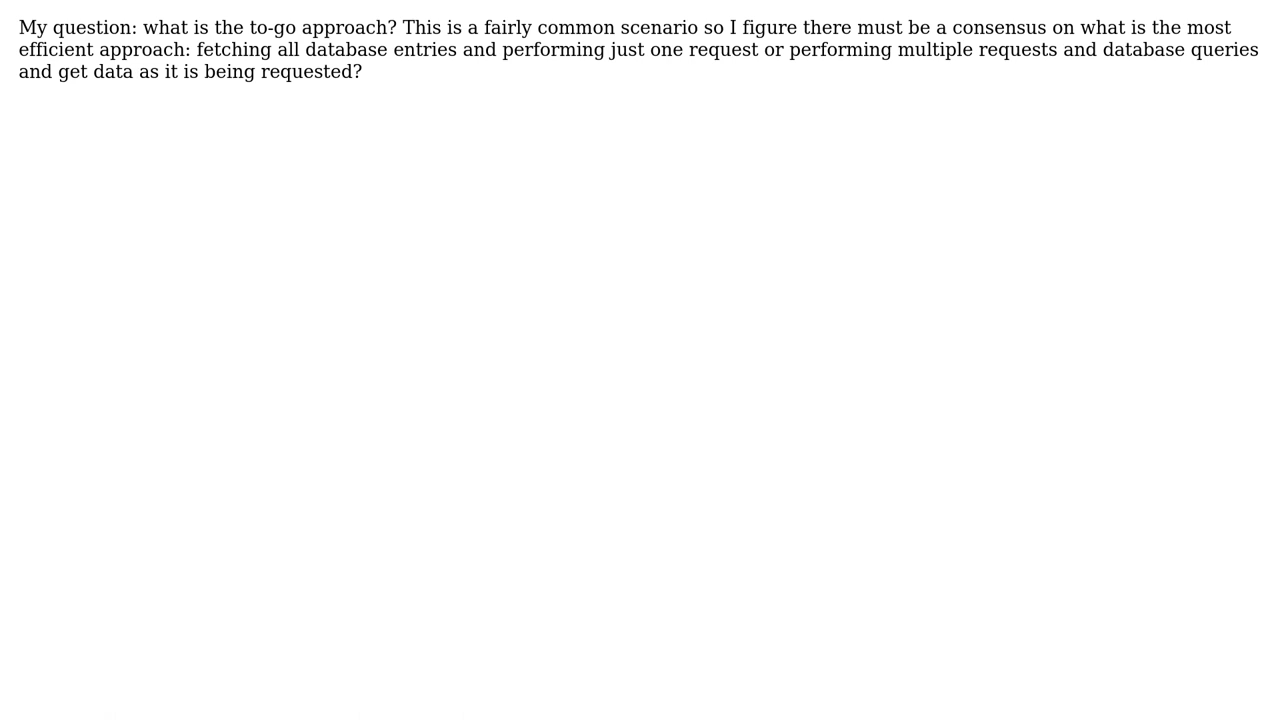 My question: what is the to-go approach? This is a fairly common scenario so I figure there must be a consensus on what is the most
efficient approach: fetching all database entries and performing just one request or performing multiple requests and database queries
and get data as it is being requested?